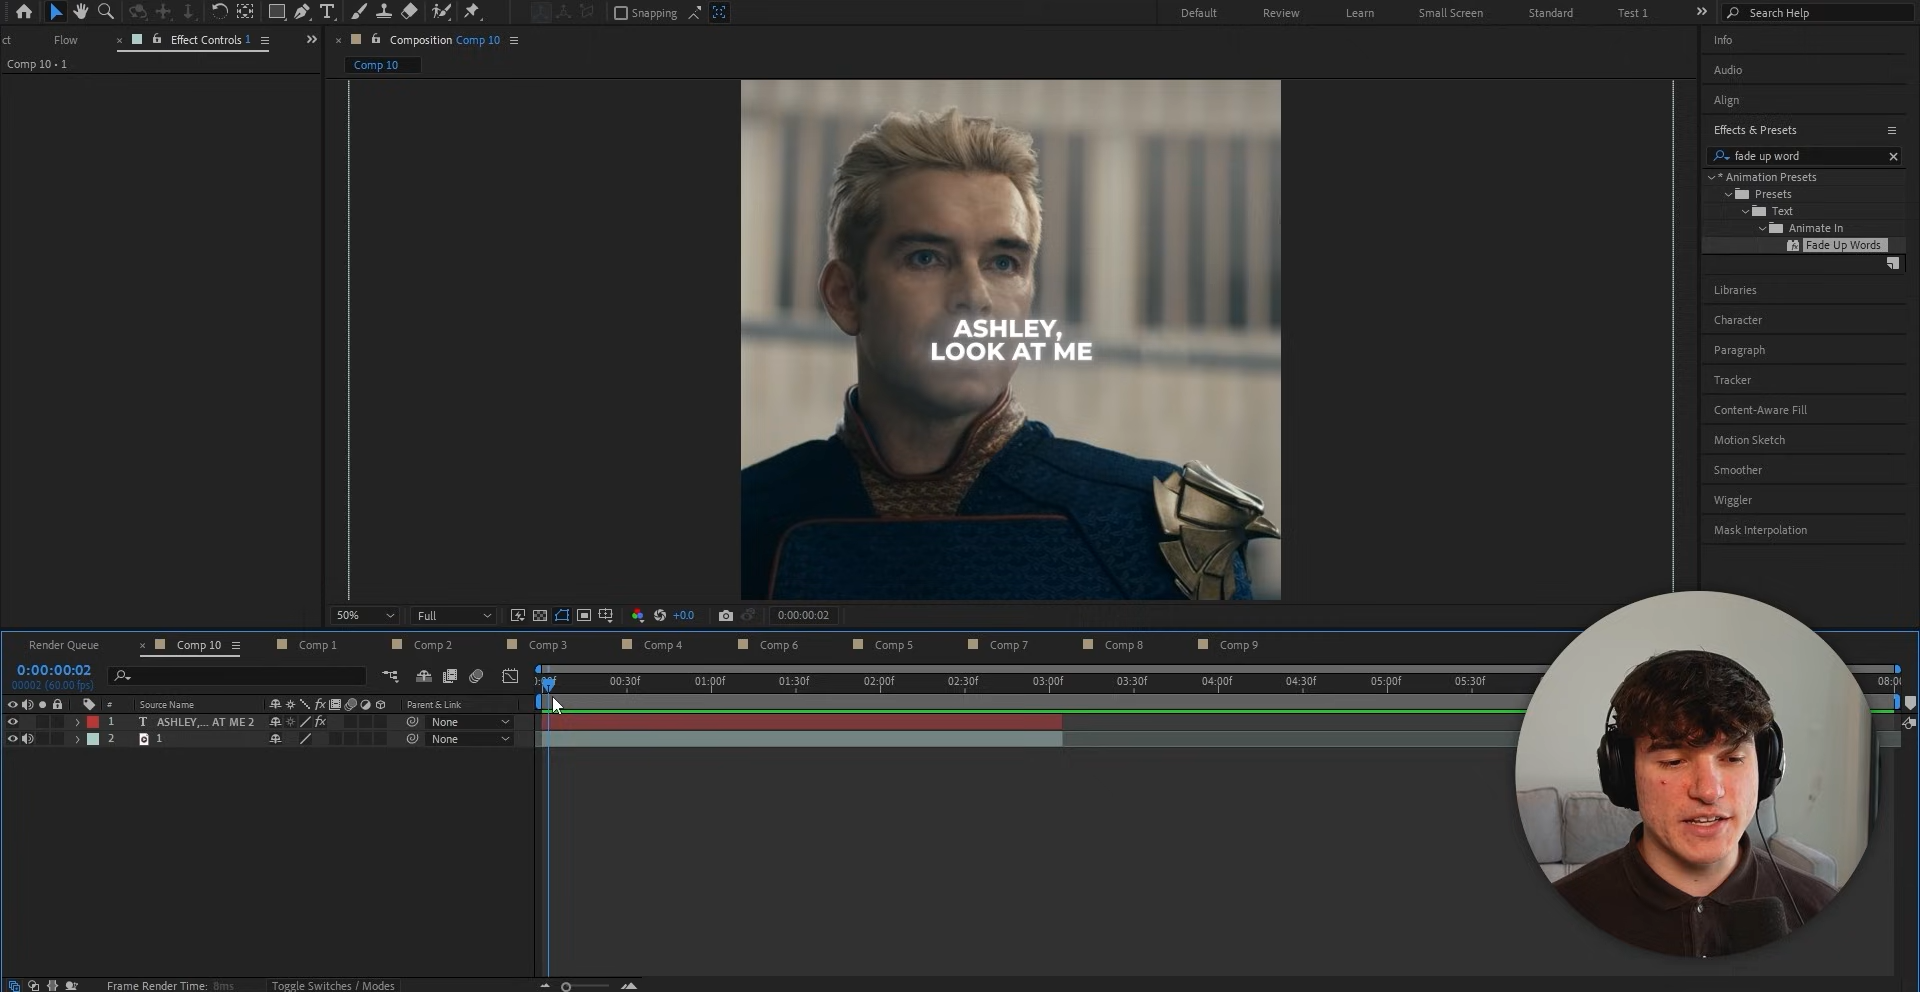 Snapping
Default
Review
Learn
Small Screen
Standard
Test 1
Search Help
ct
Flow
Effect Controls 1
Composition Comp 10
Comp 10 • 1
Comp 10
Info
Audio
Align
Effects & Presets
fade up word
* Animation Presets
Presets
Text
Animate In
Fade Up Words
Libraries
Character
Paragraph
Tracker
Content-Aware Fill
Motion Sketch
Smoother
Wiggler
Mask Interpolation
ASHLEY,
LOOK AT ME
50%
Full
+0.0
0:00:00:02
Render Queue
Comp 10
Comp 1
Comp 2
Comp 3
Comp 4
Comp 6
Comp 5
Comp 7
Comp 8
Comp 9
0:00:00:02
00002 (60.00 fps)
00:30f
01:00f
01:30f
02:00f
02:30f
03:00f
03:30f
04:00f
04:30f
05:00f
05:30f
08:00
# Source Name
Parent & Link
1 T ASHLEY,... AT ME 2
None
2 1
None
Frame Render Time: 8ms
Toggle Switches / Modes